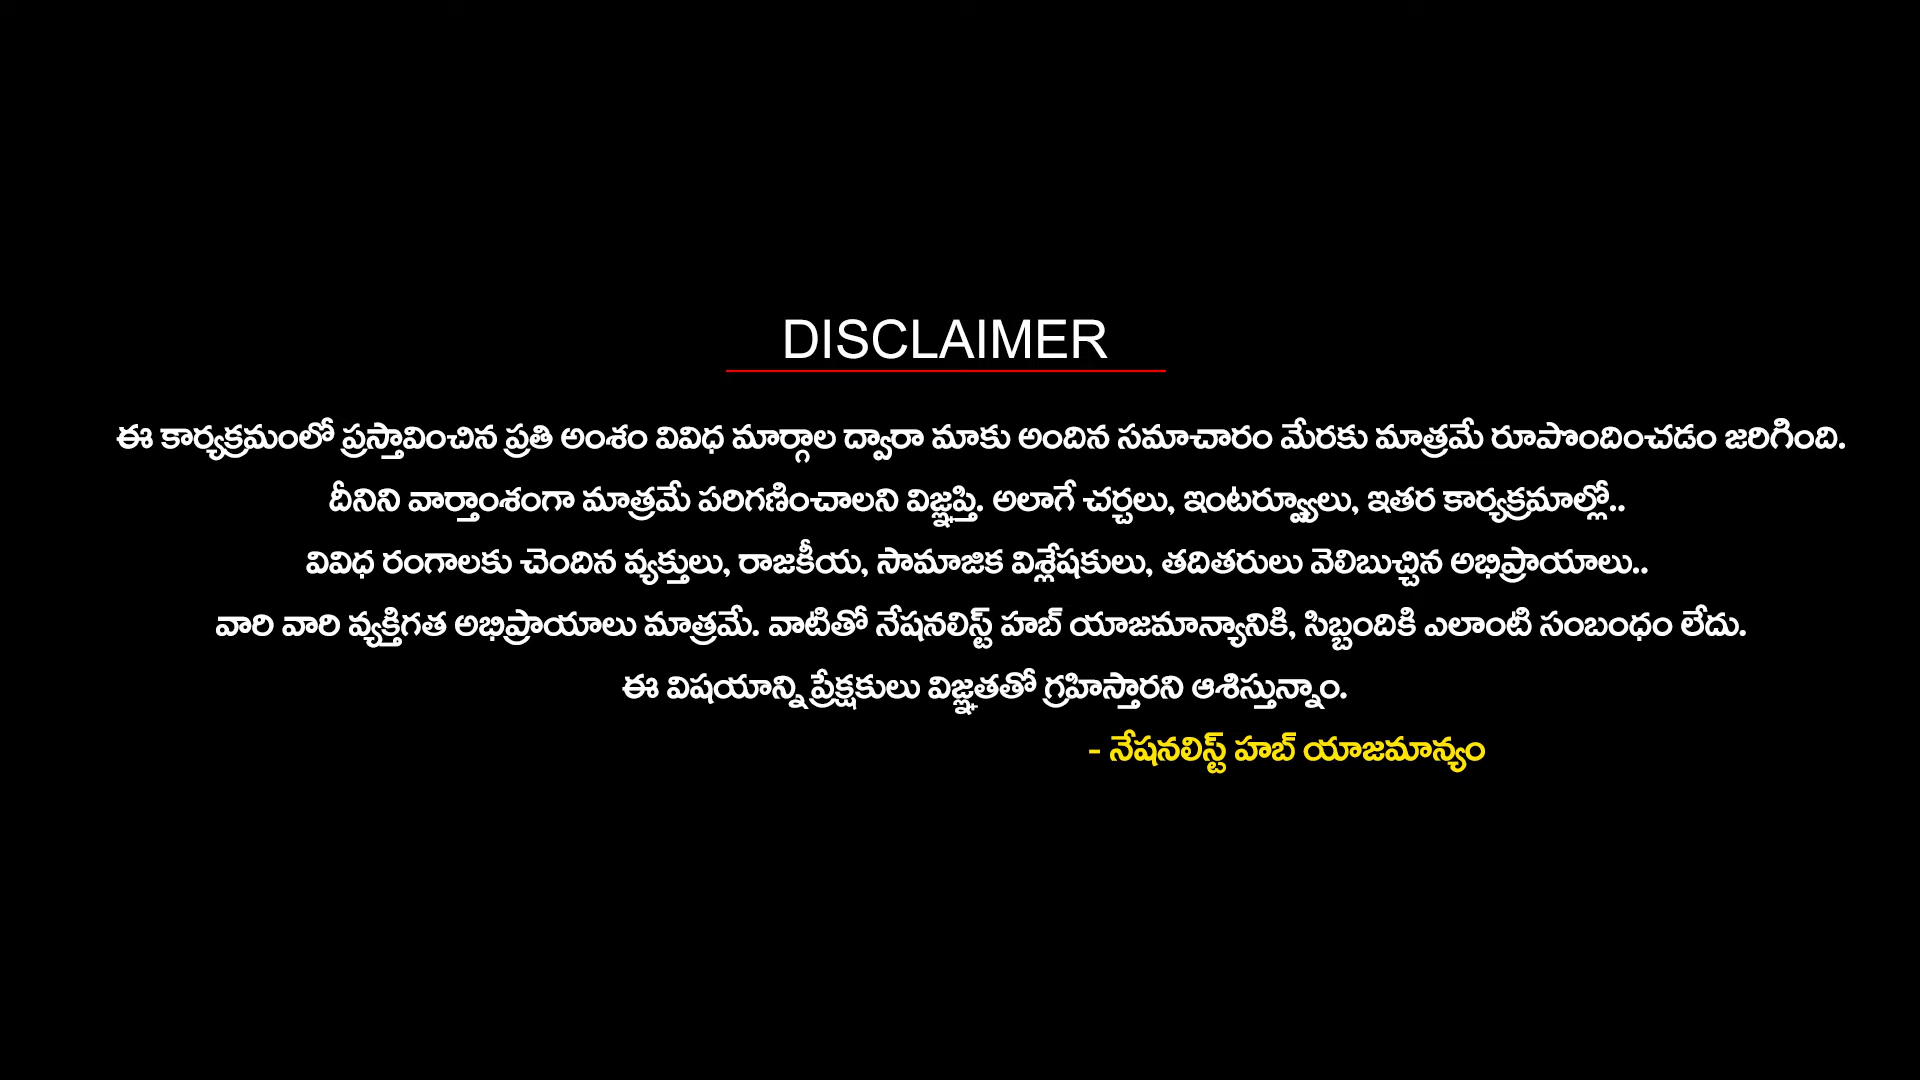 DISCLAIMER
ఈ కార్యక్రమంలో ప్రస్తావించిన ప్రతి అంశం వివిధ మార్గాల ద్వారా మాకు అందిన సమాచారం మేరకు మాత్రమే రూపొందించడం జరిగింది.
దీనిని వార్తాంశంగా మాత్రమే పరిగణించాలని విజ్ఞప్తి. అలాగే చర్చలు, ఇంటర్వ్యూలు, ఇతర కార్యక్రమాల్లో..
వివిధ రంగాలకు చెందిన వ్యక్తులు, రాజకీయ, సామాజిక విశ్లేషకులు, తదితరులు వెలిబుచ్చిన అభిప్రాయాలు..
వారి వారి వ్యక్తిగత అభిప్రాయాలు మాత్రమే. వాటితో నేషనలిస్ట్ హబ్ యాజమాన్యానికి, సిబ్బందికి ఎలాంటి సంబంధం లేదు.
ఈ విషయాన్ని ప్రేక్షకులు విజ్ఞతతో గ్రహిస్తారని ఆశిస్తున్నాం.
- నేషనలిస్ట్ హబ్ యాజమాన్యం